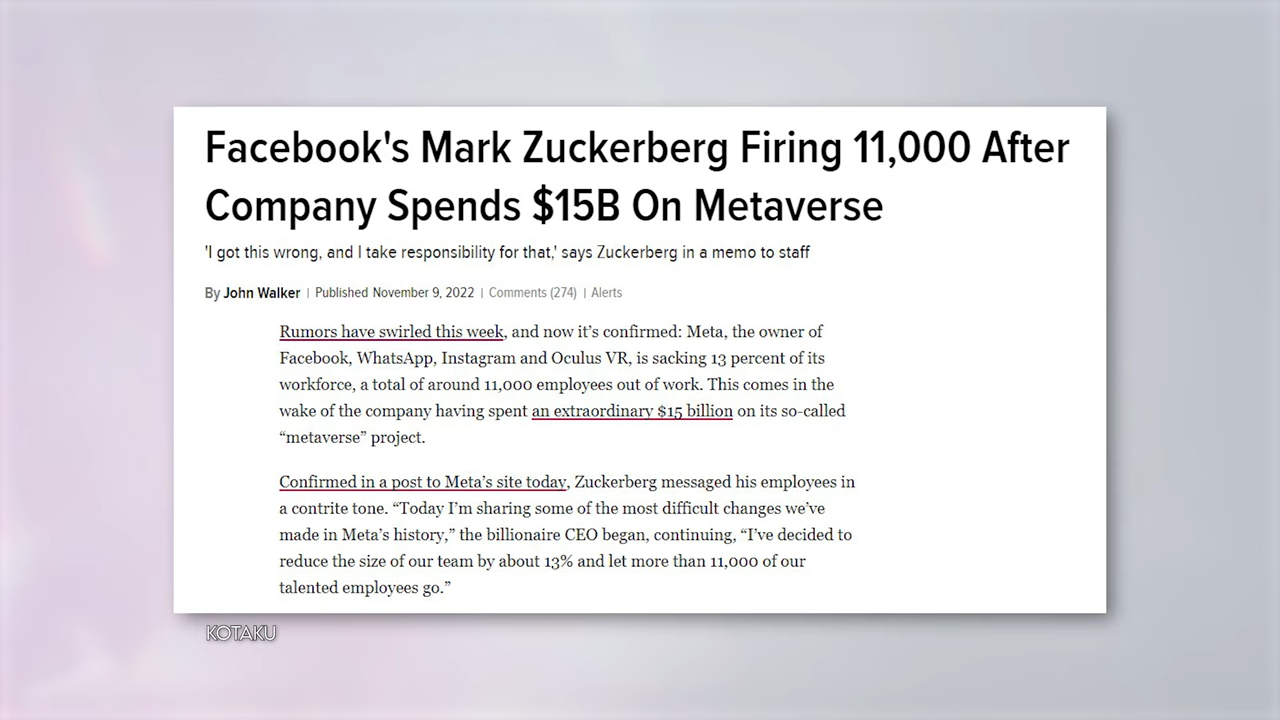 Facebook's Mark Zuckerberg Firing 11,000 After
Company Spends $15B On Metaverse
'I got this wrong, and I take responsibility for that,' says Zuckerberg in a memo to staff
By John Walker | Published November 9, 2022 | Comments (274) | Alerts
Rumors have swirled this week, and now it’s confirmed: Meta, the owner of
Facebook, WhatsApp, Instagram and Oculus VR, is sacking 13 percent of its
workforce, a total of around 11,000 employees out of work. This comes in the
wake of the company having spent an extraordinary $15 billion on its so-called
“metaverse” project.
Confirmed in a post to Meta’s site today, Zuckerberg messaged his employees in
a contrite tone. “Today I’m sharing some of the most difficult changes we’ve
made in Meta’s history,” the billionaire CEO began, continuing, “I’ve decided to
reduce the size of our team by about 13% and let more than 11,000 of our
talented employees go.”
KOTAKU